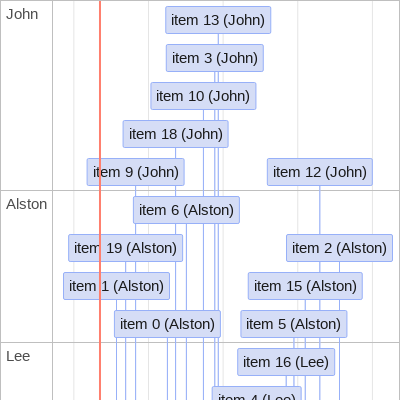 John
item 13 (John)
item 3 (John)
item 10 (John)
item 18 (John)
item 9 (John)
item 12 (John)
Alston
item 6 (Alston)
item 19 (Alston)
item 2 (Alston)
item 1 (Alston)
item 15 (Alston)
item 0 (Alston)
item 5 (Alston)
Lee
item 16 (Lee)
item 4 (Lee)